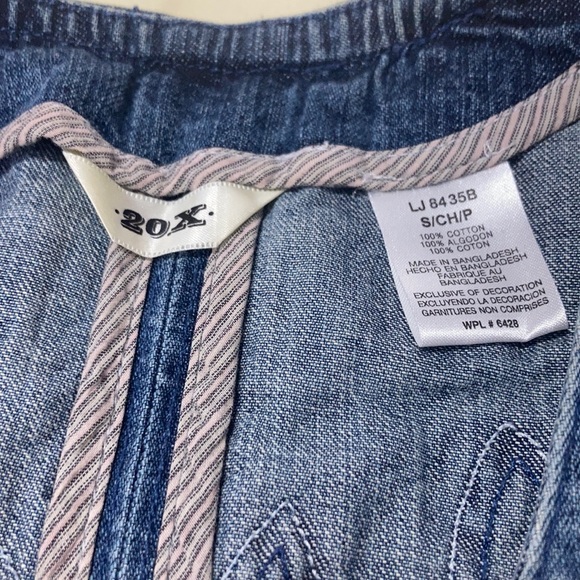 ·20X·
LJ 8435B
S/CH/P
100% COTTON
100% ALGODON
100% COTON
MADE IN BANGLADESH
HECHO EN BANGLADESH
FABRIQUE AU
BANGLADESH
EXCLUSIVE OF DECORATION
EXCLUYENDO LA DECORACION
GARNITURES NON COMPRISES
WPL # 6428